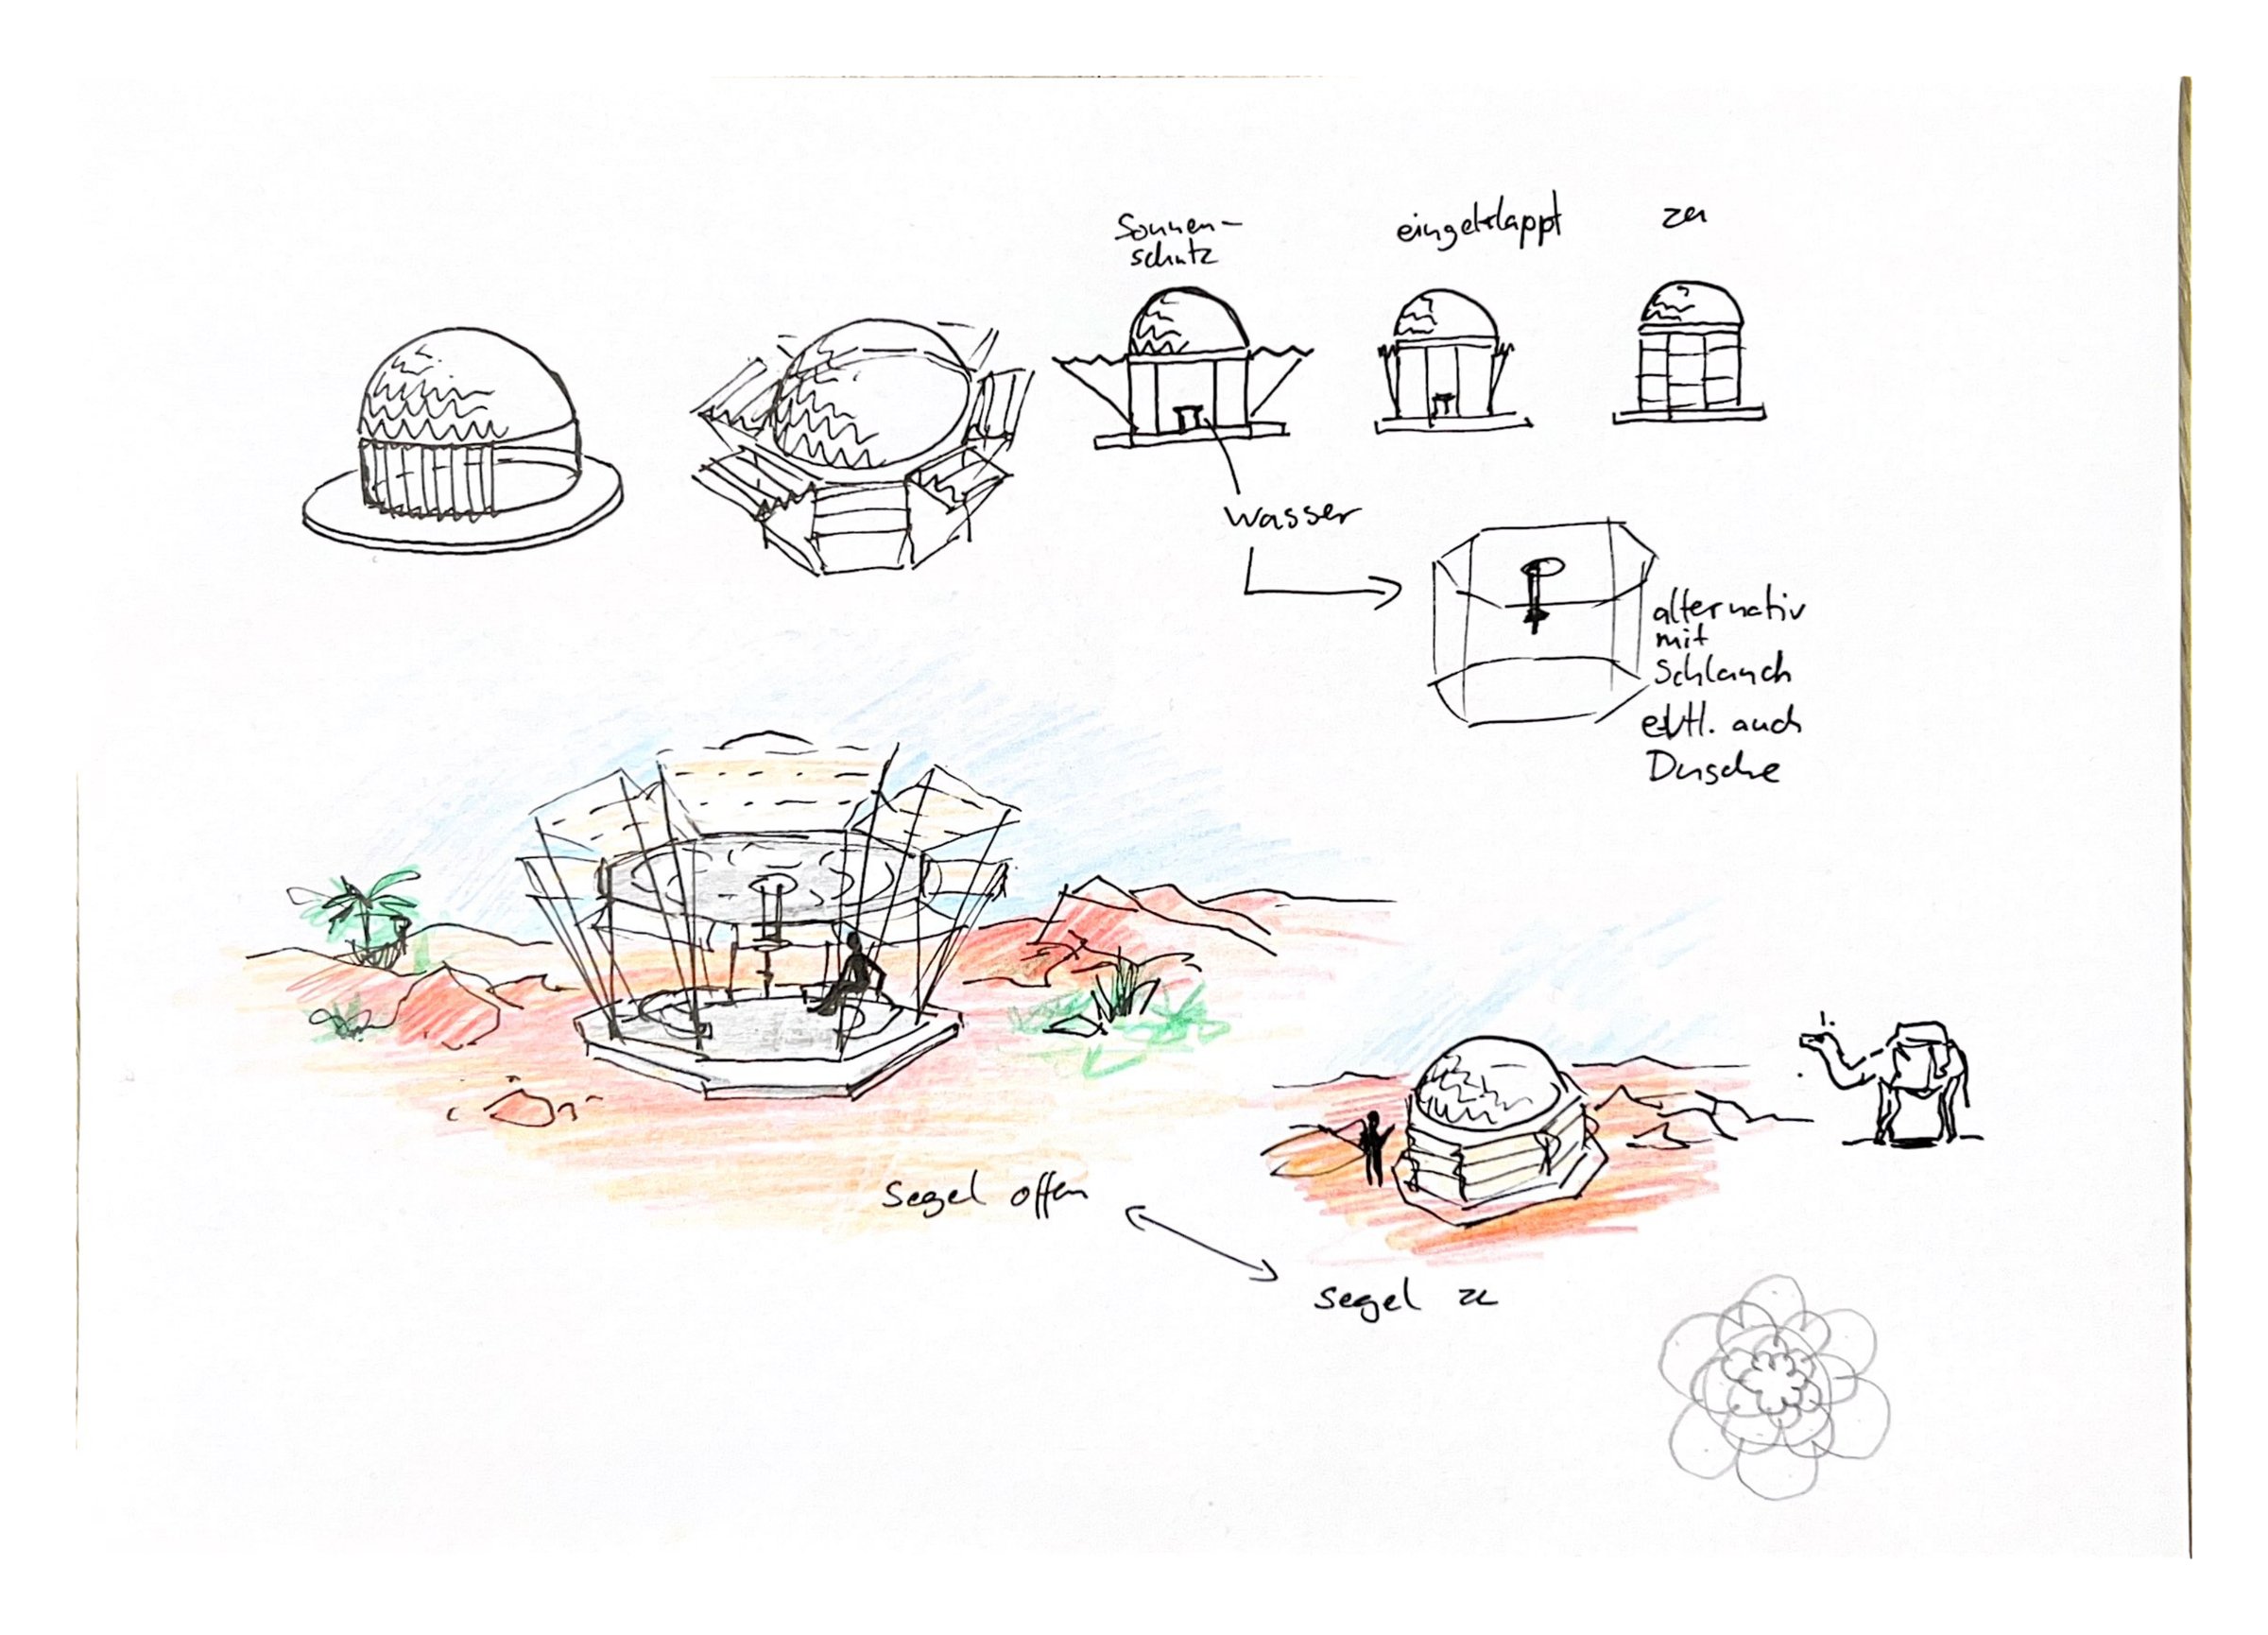 Sonnen-
schutz
eingeklappt
zu
wasser
alternativ
mit
Schlauch
evtl. auch
Dusche
segel offen
segel zu